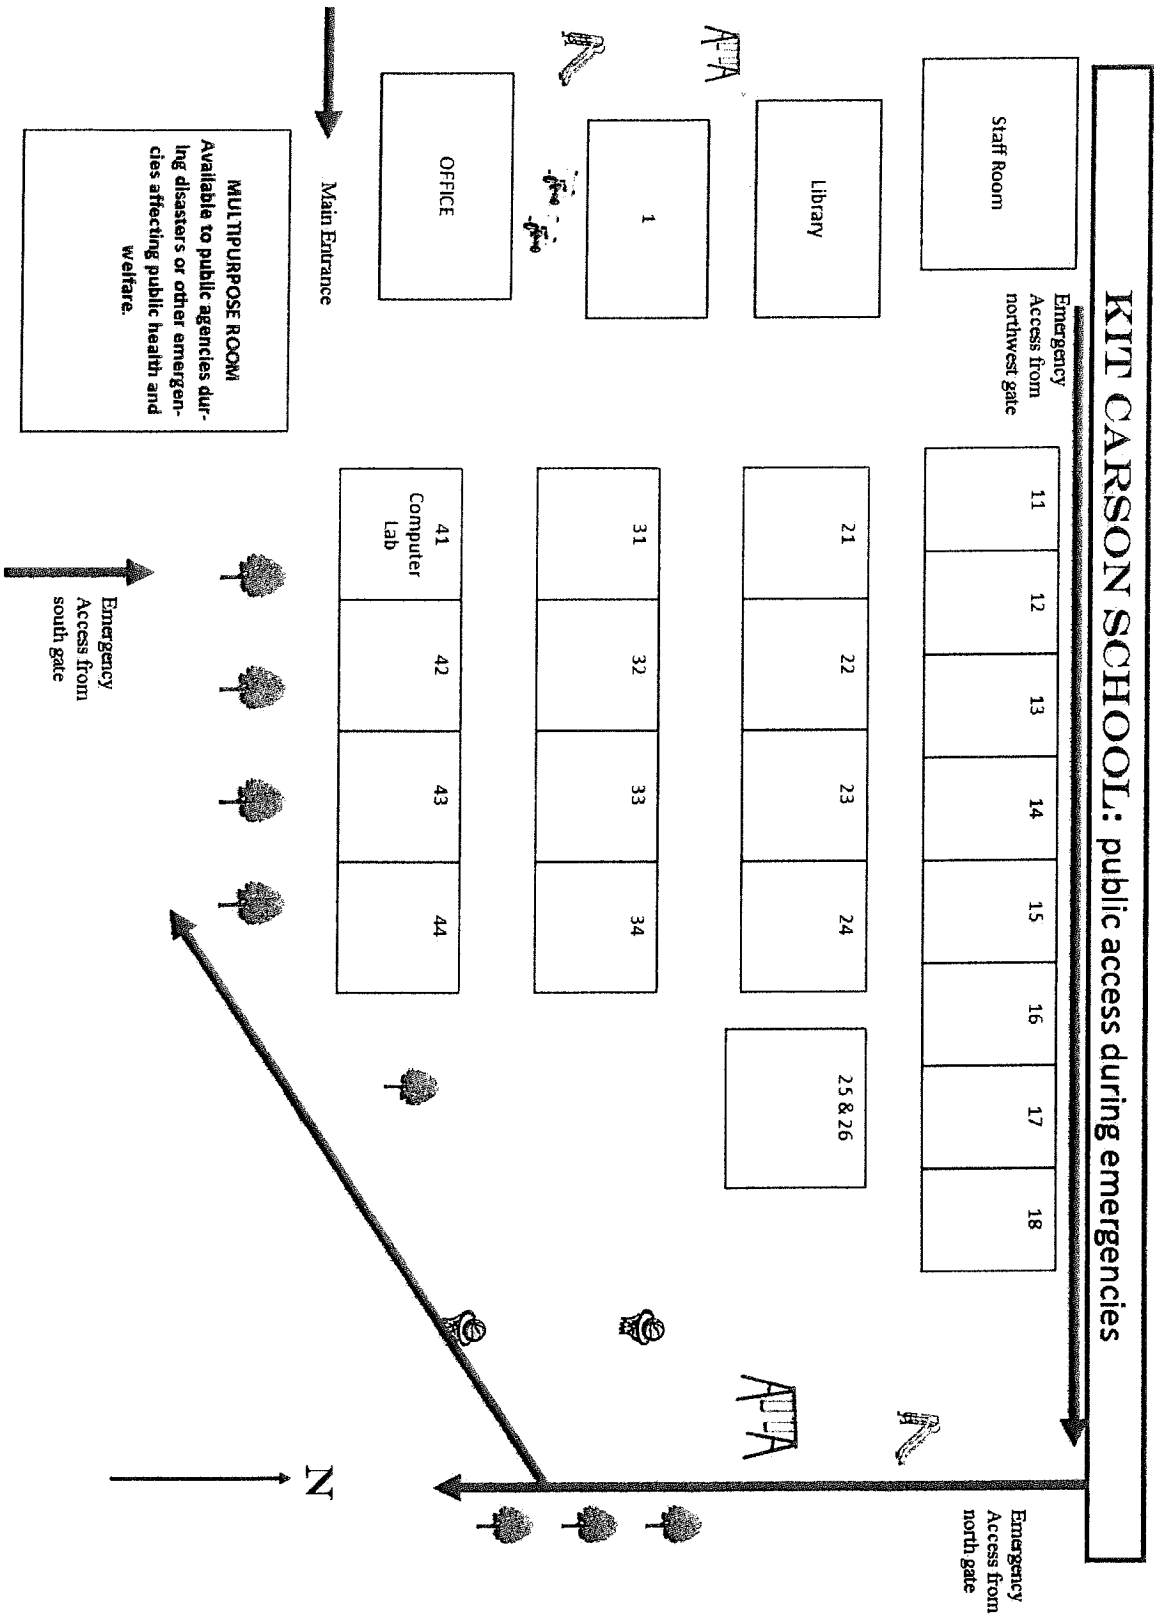 KIT CARSON SCHOOL: public access during emergencies
Staff Room
Emergency
Access from
northwest gate
11
12
13
14
15
16
17
18
Emergency
Access from
north gate
Library
21
22
23
24
25 & 26
1
31
32
33
34
OFFICE
41
Computer
Lab
42
43
44
Main Entrance
N
MULTIPURPOSE ROOM
Available to public agencies dur-
ing disasters or other emergen-
cies affecting public health and
welfare.
Emergency
Access from
south gate